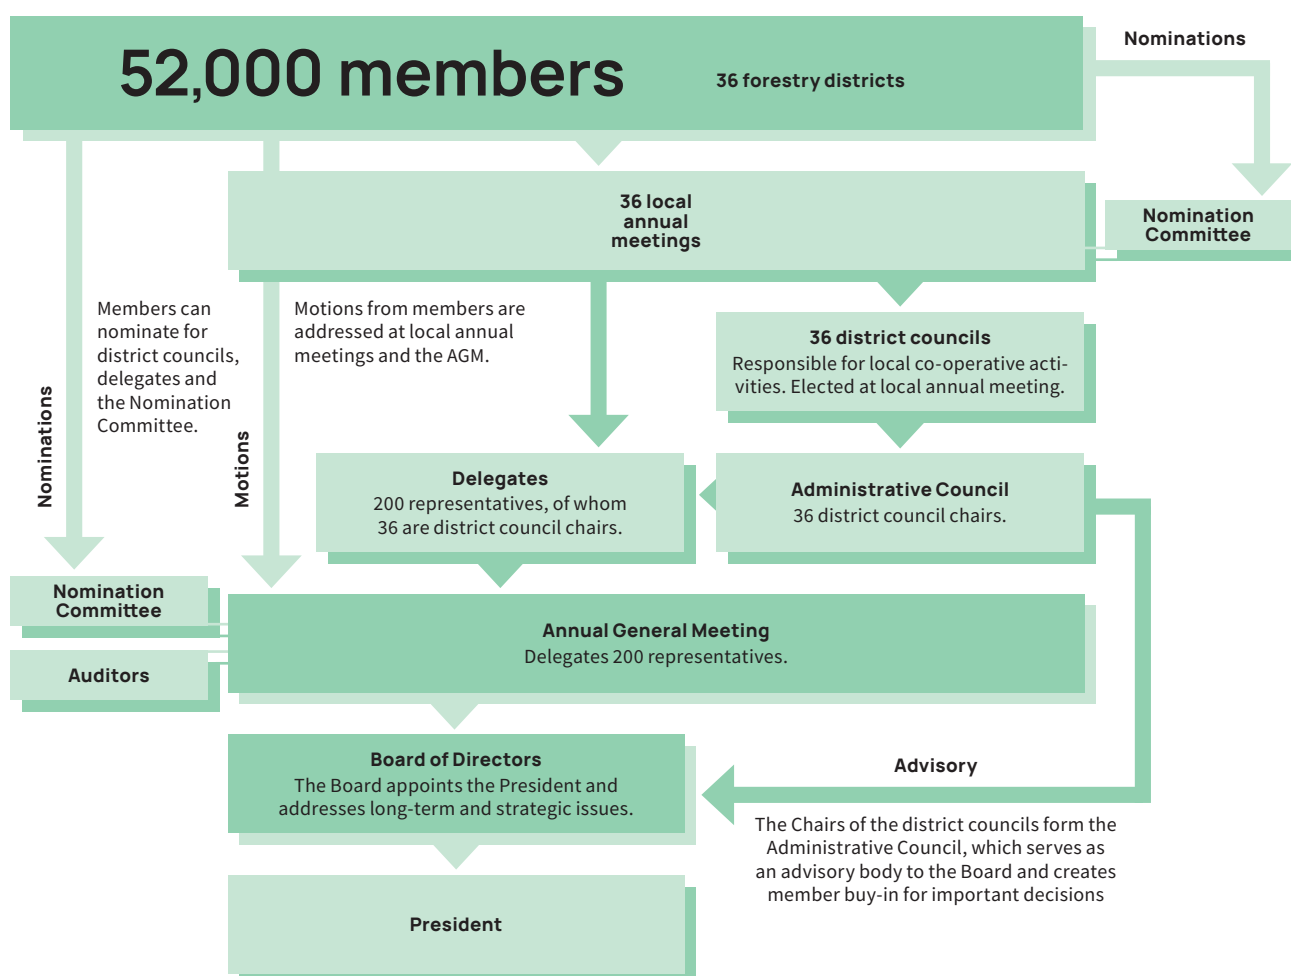 52,000 members
36 forestry districts
Nominations
36 local
annual
meetings
Nomination
Committee
Members can
nominate for
district councils,
delegates and
the Nomination
Committee.
Nominations
Motions from members are
addressed at local annual
meetings and the AGM.
Motions
36 district councils
Responsible for local co-operative acti-
vities. Elected at local annual meeting.
Delegates
200 representatives, of whom
36 are district council chairs.
Administrative Council
36 district council chairs.
Nomination
Committee
Auditors
Annual General Meeting
Delegates 200 representatives.
Board of Directors
The Board appoints the President and
addresses long-term and strategic issues.
Advisory
The Chairs of the district councils form the
Administrative Council, which serves as
an advisory body to the Board and creates
member buy-in for important decisions
President